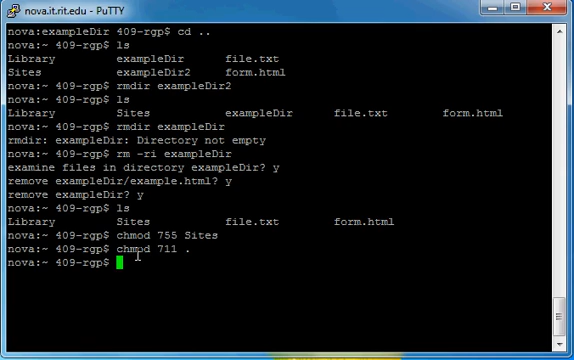 nova.it.rit.edu - PuTTY
nova:exampleDir 409-rgp$ cd ..
nova:~ 409-rgp$ ls
Library exampleDir file.txt
Sites exampleDir2 form.html
nova:~ 409-rgp$ rmdir exampleDir2
nova:~ 409-rgp$ ls
Library Sites exampleDir file.txt form.html
nova:~ 409-rgp$ rmdir exampleDir
rmdir: exampleDir: Directory not empty
nova:~ 409-rgp$ rm -ri exampleDir
examine files in directory exampleDir? y
remove exampleDir/example.html? y
remove exampleDir? y
nova:~ 409-rgp$ ls
Library Sites file.txt form.html
nova:~ 409-rgp$ chmod 755 Sites
nova:~ 409-rgp$ chmod 711 .
nova:~ 409-rgp$